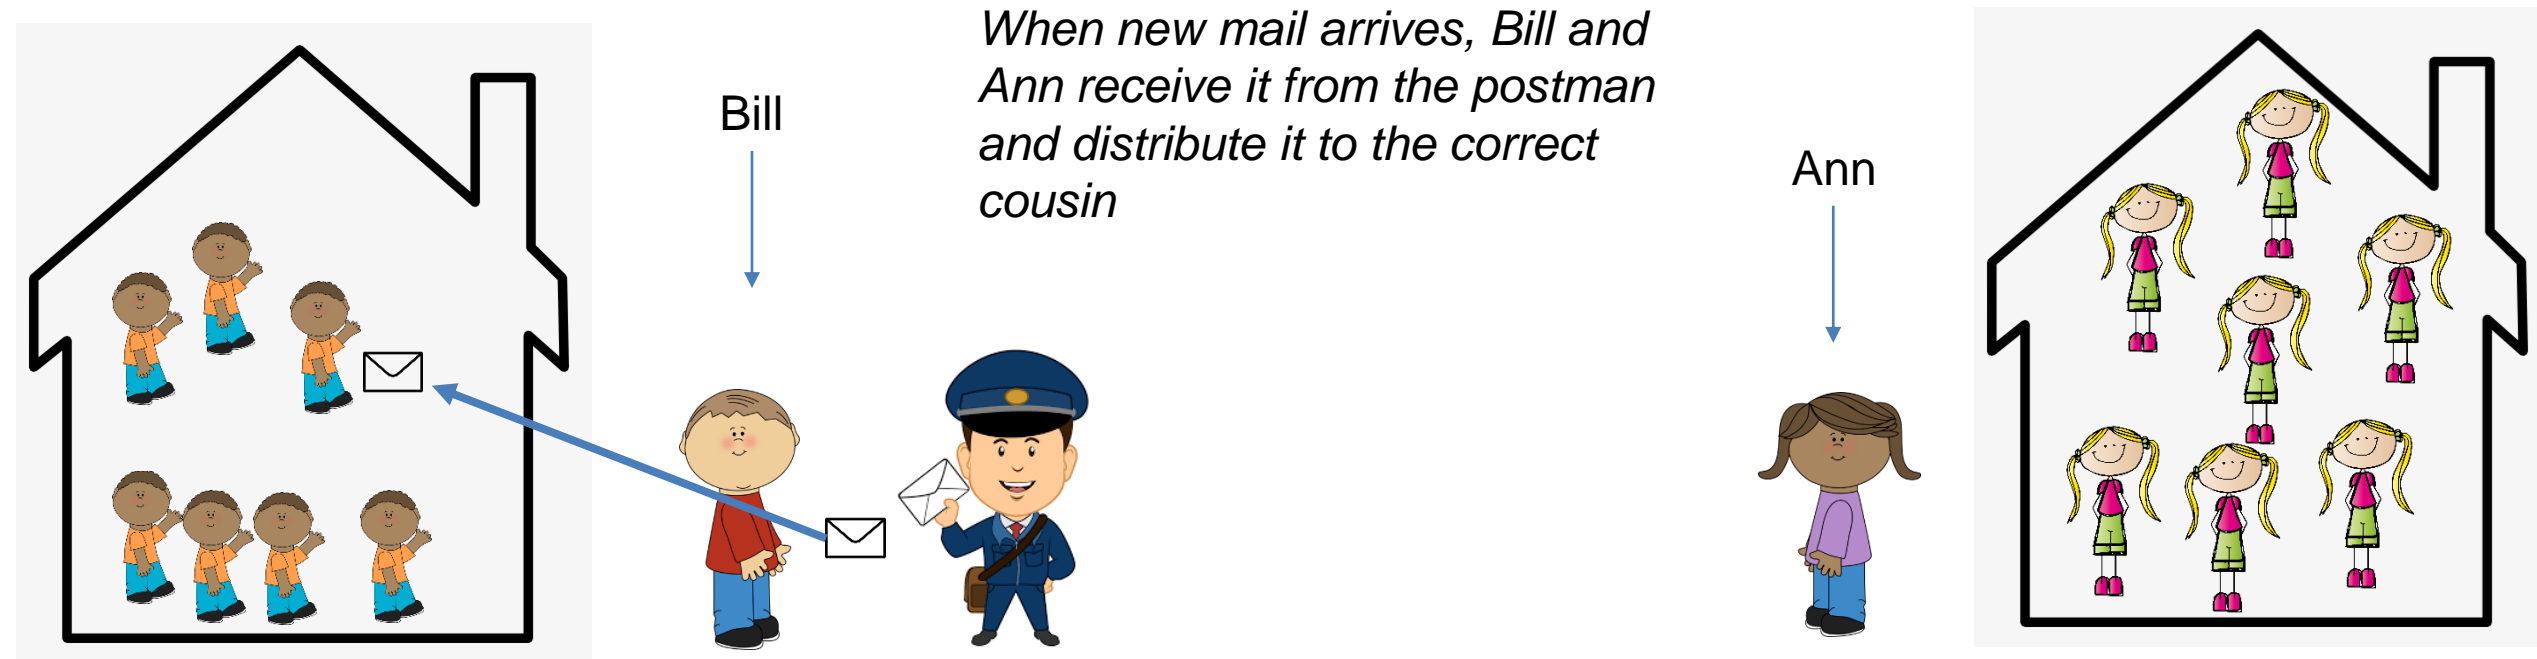 When new mail arrives, Bill and
Ann receive it from the postman
and distribute it to the correct
cousin
Bill
Ann